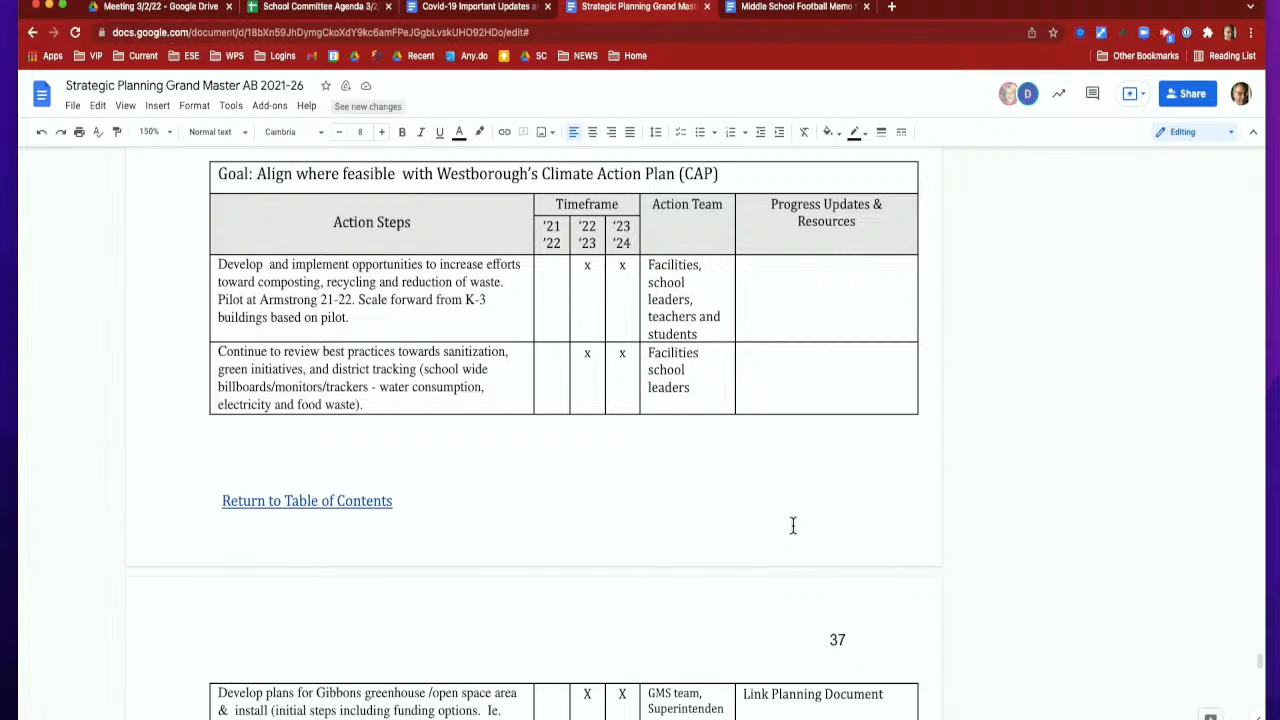 Meeting 3/2/22 - Google Drive
School Committee Agenda 3/2
Covid-19 Important Updates a
Strategic Planning Grand Mast
Middle School Football Memo
docs.google.com/document/d/18bXn59JhDymgCkoXdY9kc6amFPeJGgbLvskUHO92HDo/edit#
Apps VIP Current ESE WPS Logins Recent Any.do SC NEWS Home Other Bookmarks Reading List
Strategic Planning Grand Master AB 2021-26
File Edit View Insert Format Tools Add-ons Help See new changes
D
Share
150% Normal text Cambria 8 B I U A Editing
Goal: Align where feasible with Westborough's Climate Action Plan (CAP)
Action Steps
Timeframe
'21 '22 '23
'22 '23 '24
Action Team
Progress Updates &
Resources
Develop and implement opportunities to increase efforts
toward composting, recycling and reduction of waste.
Pilot at Armstrong 21-22. Scale forward from K-3
buildings based on pilot.
x x
Facilities,
school
leaders,
teachers and
students
Continue to review best practices towards sanitization,
green initiatives, and district tracking (school wide
billboards/monitors/trackers - water consumption,
electricity and food waste).
x x
Facilities
school
leaders
Return to Table of Contents
37
Develop plans for Gibbons greenhouse /open space area
& install (initial steps including funding options. Ie.
X X
GMS team,
Superintenden
Link Planning Document